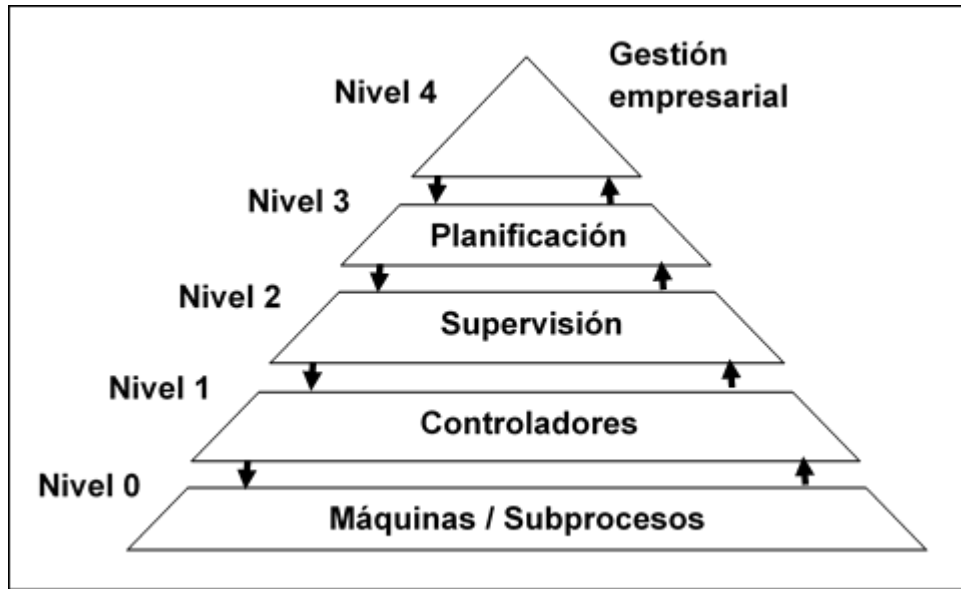 Gestión
empresarial
Nivel 4
Nivel 3
Planificación
Nivel 2
Supervisión
Nivel 1
Controladores
Nivel 0
Máquinas / Subprocesos